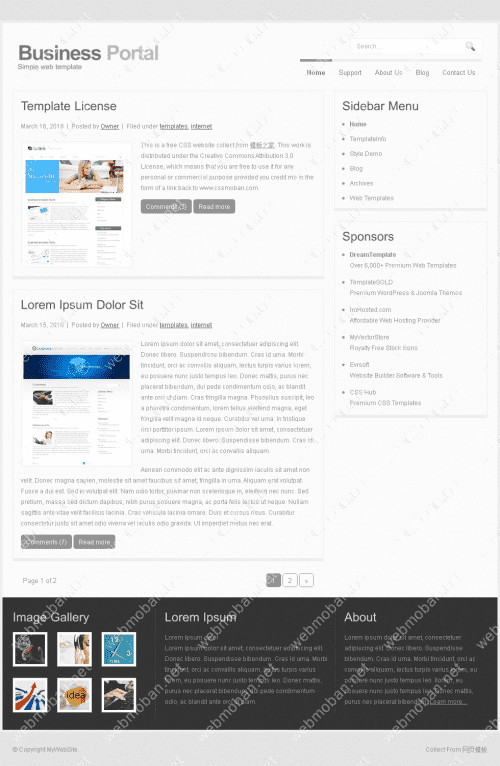 Business Portal
Simple web template
Search...
Home Support About Us Blog Contact Us
Template License
March 16, 2010 | Posted by Owner | Filed under templates, internet
This is a free CSS website collect from 模板之家. This work is
distributed under the Creative Commons Attribution 3.0
License, which means that you are free to use it for any
personal or commercial purpose provided you credit me in the
form of a link back to www.cssmoban.com.
Comments (3) Read more
Lorem Ipsum Dolor Sit
March 15, 2010 | Posted by Owner | Filed under templates, internet
Lorem ipsum dolor sit amet, consectetuer adipiscing elit.
Donec libero. Suspendisse bibendum. Cras id urna. Morbi
tincidunt, orci ac convallis aliquam, lectus turpis varius lorem,
eu posuere nunc justo tempus leo. Donec mattis, purus nec
placerat bibendum, dui pede condimentum odio, ac blandit
ante orci ut diam. Cras fringilla magna. Phasellus suscipit, leo
a pharetra condimentum, lorem tellus eleifend magna, eget
fringilla velit magna id neque. Curabitur vel urna. In tristique
orci porttitor ipsum. Lorem ipsum dolor sit amet, consectetuer
adipiscing elit. Donec libero. Suspendisse bibendum. Cras id
urna. Morbi tincidunt, orci ac convallis aliquam.
Aenean commodo elit ac ante dignissim iaculis sit amet non
velit. Donec magna sapien, molestie sit amet faucibus sit amet, fringilla in urna. Aliquam erat volutpat.
Fusce a dui est. Sed in volutpat elit. Nam odio tortor, pulvinar non scelerisque in, eleifend nec nunc. Sed
pretium, massa sed dictum dapibus, nibh purus posuere magna, ac porta felis lectus ut neque. Nullam
sagittis ante vitae velit facilisis lacinia. Cras vehicula lacinia ornare. Duis et cursus risus. Curabitur
consectetur justo sit amet odio viverra vel iaculis odio gravida. Ut imperdiet metus nec erat.
Comments (7) Read more
Page 1 of 2
1 2 »
Sidebar Menu
Home
TemplateInfo
Style Demo
Blog
Archives
Web Templates
Sponsors
DreamTemplate
Over 6,000+ Premium Web Templates
TemplateSOLD
Premium WordPress & Joomla Themes
ImHosted.com
Affordable Web Hosting Provider
MyVectorStore
Royalty Free Stock Icons
Evrsoft
Website Builder Software & Tools
CSS Hub
Premium CSS Templates
Image Gallery
idea
Lorem Ipsum
Lorem ipsum dolor
Lorem ipsum dolor sit amet, consectetuer adipiscing
elit. Donec libero. Suspendisse bibendum. Cras id urna. Morbi
tincidunt, orci ac convallis aliquam, lectus turpis varius
lorem, eu posuere nunc justo tempus leo. Donec mattis,
purus nec placerat bibendum, dui pede condimentum
odio, ac blandit ante orci ut diam.
About
Lorem ipsum dolor sit amet, consectetuer
adipiscing elit. Donec libero. Suspendisse
bibendum. Cras id urna. Morbi tincidunt, orci ac
convallis aliquam, lectus turpis varius lorem, eu
posuere nunc justo tempus leo. Donec mattis,
purus nec placerat bibendum. Learn more...
© Copyright MyWebSite. Collect From 网页模板
webmoban.net